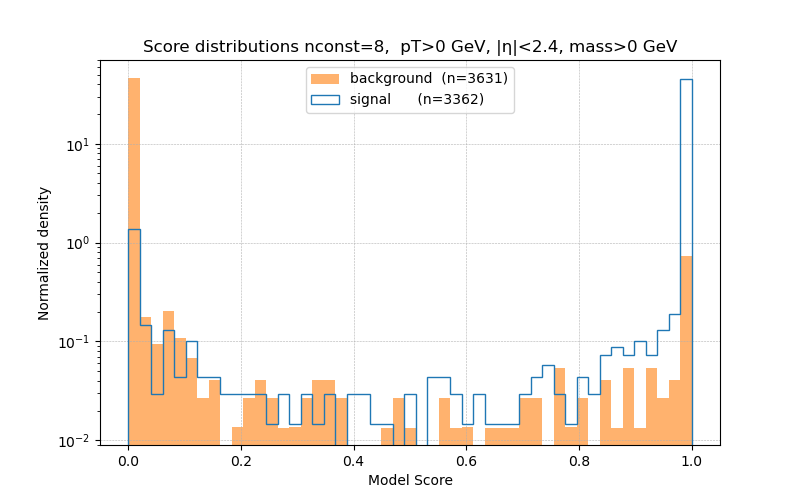 Score distributions nconst=8,  pT>0 GeV, |η|<2.4, mass>0 GeV
background  (n=3631)
signal      (n=3362)
Normalized density
10¹
10⁰
10⁻¹
10⁻²
0.0 0.2 0.4 0.6 0.8 1.0
Model Score